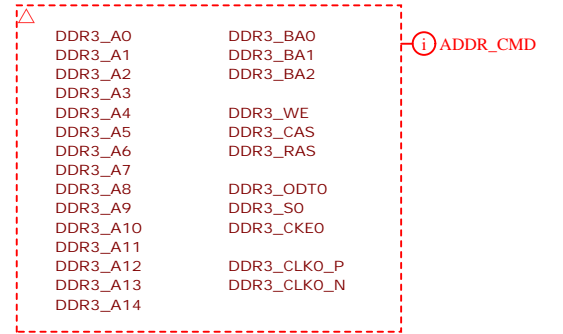 DDR3_A0 DDR3_BA0
DDR3_A1 DDR3_BA1
DDR3_A2 DDR3_BA2
DDR3_A3
DDR3_A4 DDR3_WE
DDR3_A5 DDR3_CAS
DDR3_A6 DDR3_RAS
DDR3_A7
DDR3_A8 DDR3_ODT0
DDR3_A9 DDR3_S0
DDR3_A10 DDR3_CKE0
DDR3_A11
DDR3_A12 DDR3_CLK0_P
DDR3_A13 DDR3_CLK0_N
DDR3_A14
i ADDR_CMD